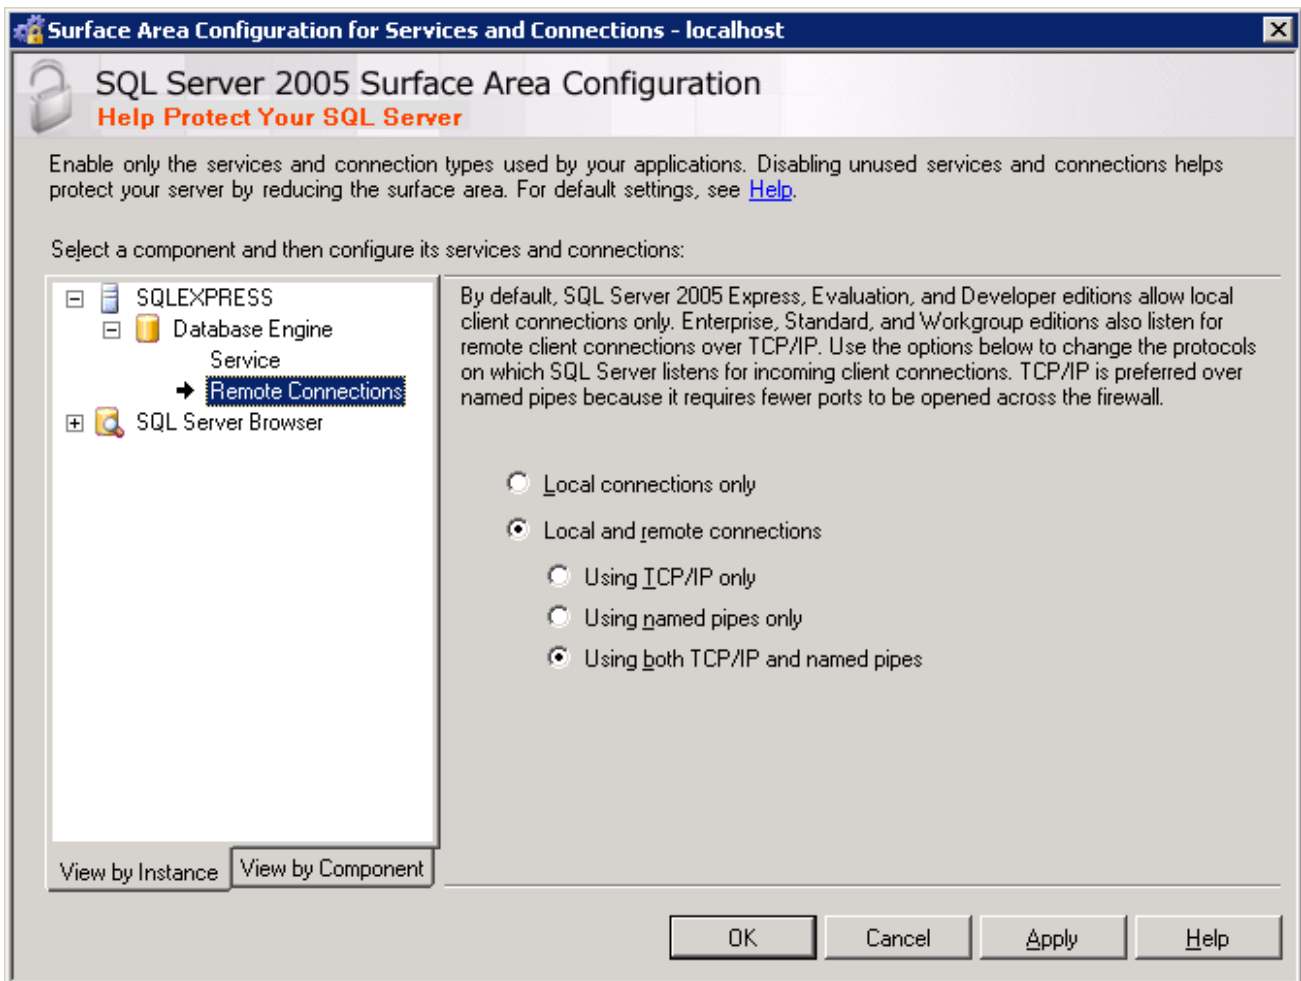 Surface Area Configuration for Services and Connections - localhost
SQL Server 2005 Surface Area Configuration
Help Protect Your SQL Server
Enable only the services and connection types used by your applications. Disabling unused services and connections helps
protect your server by reducing the surface area. For default settings, see Help.
Select a component and then configure its services and connections:
SQLEXPRESS
Database Engine
Service
Remote Connections
SQL Server Browser
View by Instance
View by Component
By default, SQL Server 2005 Express, Evaluation, and Developer editions allow local
client connections only. Enterprise, Standard, and Workgroup editions also listen for
remote client connections over TCP/IP. Use the options below to change the protocols
on which SQL Server listens for incoming client connections. TCP/IP is preferred over
named pipes because it requires fewer ports to be opened across the firewall.
Local connections only
Local and remote connections
Using TCP/IP only
Using named pipes only
Using both TCP/IP and named pipes
OK
Cancel
Apply
Help